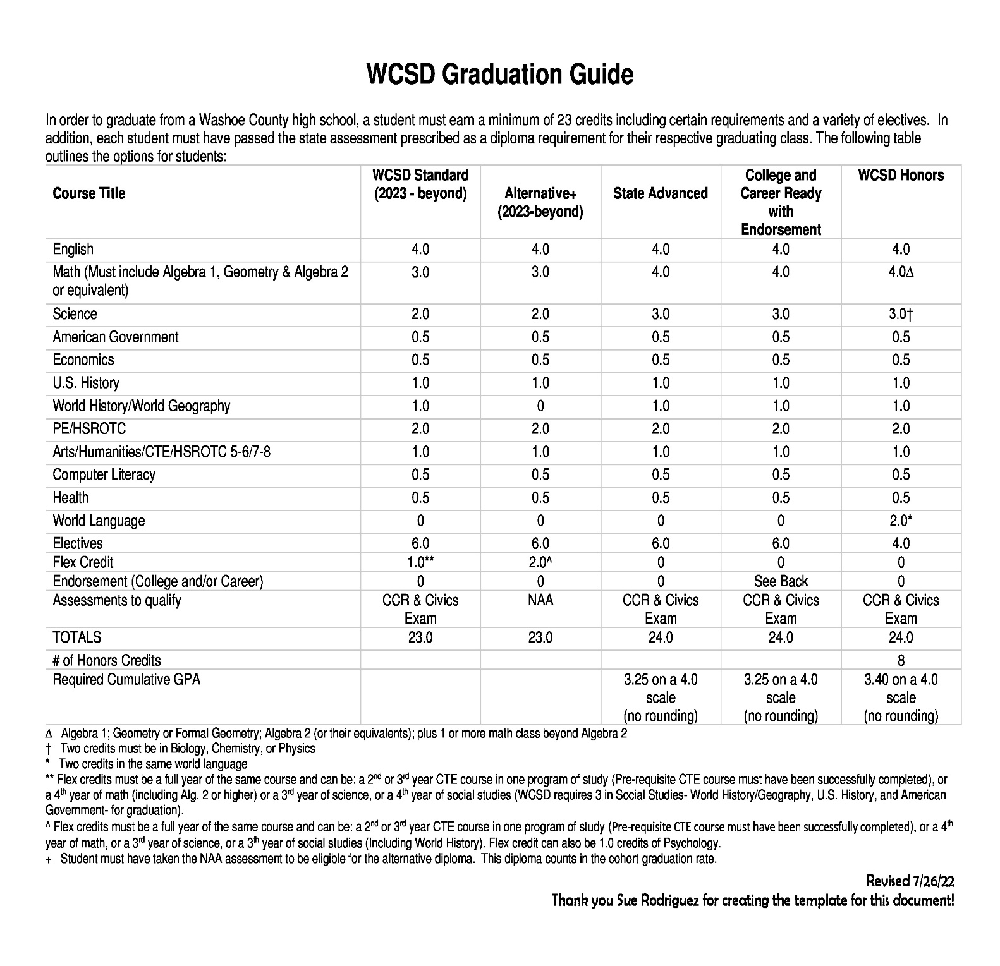 WCSD Graduation Guide
In order to graduate from a Washoe County high school, a student must earn a minimum of 23 credits including certain requirements and a variety of electives.  In
addition, each student must have passed the state assessment prescribed as a diploma requirement for their respective graduating class. The following table
outlines the options for students:
Course Title | WCSD Standard (2023 - beyond) | Alternative+ (2023-beyond) | State Advanced | College and Career Ready with Endorsement | WCSD Honors
English 4.0 4.0 4.0 4.0 4.0
Math (Must include Algebra 1, Geometry & Algebra 2 or equivalent) 3.0 3.0 4.0 4.0 4.0Δ
Science 2.0 2.0 3.0 3.0 3.0†
American Government 0.5 0.5 0.5 0.5 0.5
Economics 0.5 0.5 0.5 0.5 0.5
U.S. History 1.0 1.0 1.0 1.0 1.0
World History/World Geography 1.0 0 1.0 1.0 1.0
PE/HSROTC 2.0 2.0 2.0 2.0 2.0
Arts/Humanities/CTE/HSROTC 5-6/7-8 1.0 1.0 1.0 1.0 1.0
Computer Literacy 0.5 0.5 0.5 0.5 0.5
Health 0.5 0.5 0.5 0.5 0.5
World Language 0 0 0 0 2.0*
Electives 6.0 6.0 6.0 6.0 4.0
Flex Credit 1.0** 2.0^ 0 0 0
Endorsement (College and/or Career) 0 0 0 See Back 0
Assessments to qualify CCR & Civics Exam NAA CCR & Civics Exam CCR & Civics Exam CCR & Civics Exam
TOTALS 23.0 23.0 24.0 24.0 24.0
# of Honors Credits 8
Required Cumulative GPA 3.25 on a 4.0 scale (no rounding) 3.25 on a 4.0 scale (no rounding) 3.40 on a 4.0 scale (no rounding)
Δ Algebra 1; Geometry or Formal Geometry; Algebra 2 (or their equivalents); plus 1 or more math class beyond Algebra 2
† Two credits must be in Biology, Chemistry, or Physics
* Two credits in the same world language
** Flex credits must be a full year of the same course and can be: a 2nd or 3rd year CTE course in one program of study (Pre-requisite CTE course must have been successfully completed), or
a 4th year of math (including Alg. 2 or higher) or a 3rd year of science, or a 4th year of social studies (WCSD requires 3 in Social Studies- World History/Geography, U.S. History, and American
Government- for graduation).
^ Flex credits must be a full year of the same course and can be: a 2nd or 3rd year CTE course in one program of study (Pre-requisite CTE course must have been successfully completed), or a 4th
year of math, or a 3rd year of science, or a 3th year of social studies (Including World History). Flex credit can also be 1.0 credits of Psychology.
+ Student must have taken the NAA assessment to be eligible for the alternative diploma.  This diploma counts in the cohort graduation rate.
Revised 7/26/22
Thank you Sue Rodriguez for creating the template for this document!